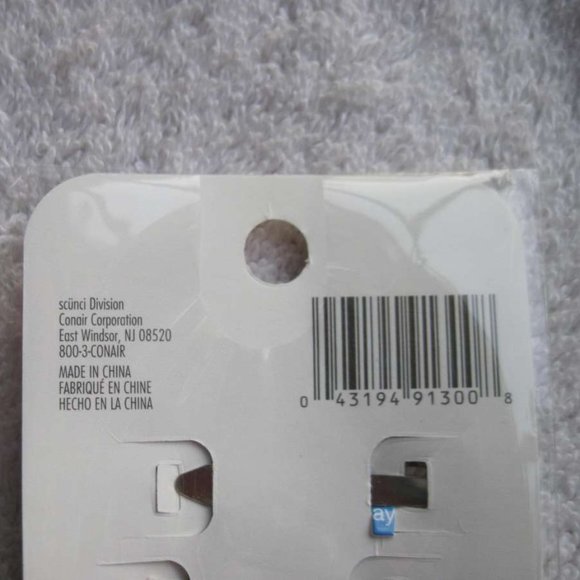 scünci Division
Conair Corporation
East Windsor, NJ 08520
800-3-CONAIR
MADE IN CHINA
FABRIQUÉ EN CHINE
HECHO EN LA CHINA
0 43194 91300 8
ay